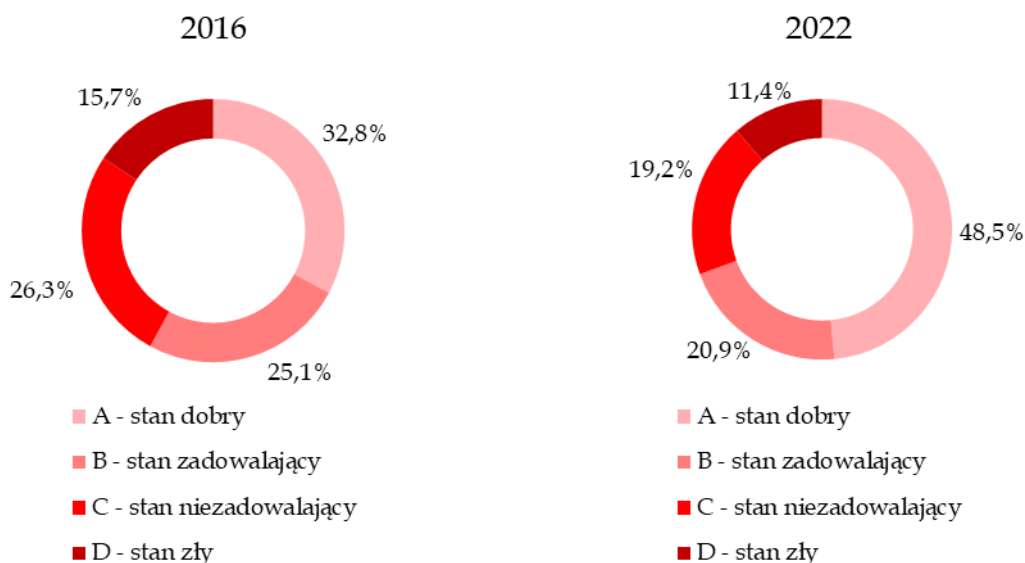 2016
15,7%
32,8%
26,3%
25,1%
A - stan dobry
B - stan zadowalający
C - stan niezadowalający
D - stan zły
2022
11,4%
19,2%
48,5%
20,9%
A - stan dobry
B - stan zadowalający
C - stan niezadowalający
D - stan zły